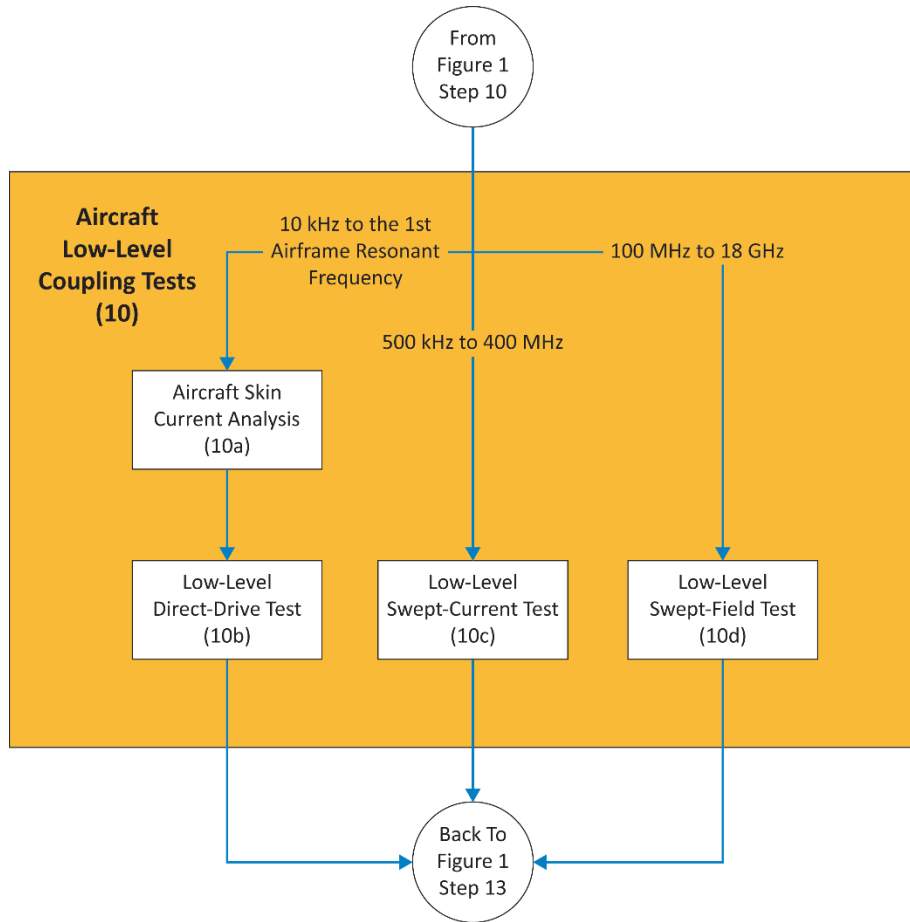 From
Figure 1
Step 10
Aircraft
Low-Level
Coupling Tests
(10)
10 kHz to the 1st
Airframe Resonant
Frequency
100 MHz to 18 GHz
500 kHz to 400 MHz
Aircraft Skin
Current Analysis
(10a)
Low-Level
Direct-Drive Test
(10b)
Low-Level
Swept-Current Test
(10c)
Low-Level
Swept-Field Test
(10d)
Back To
Figure 1
Step 13